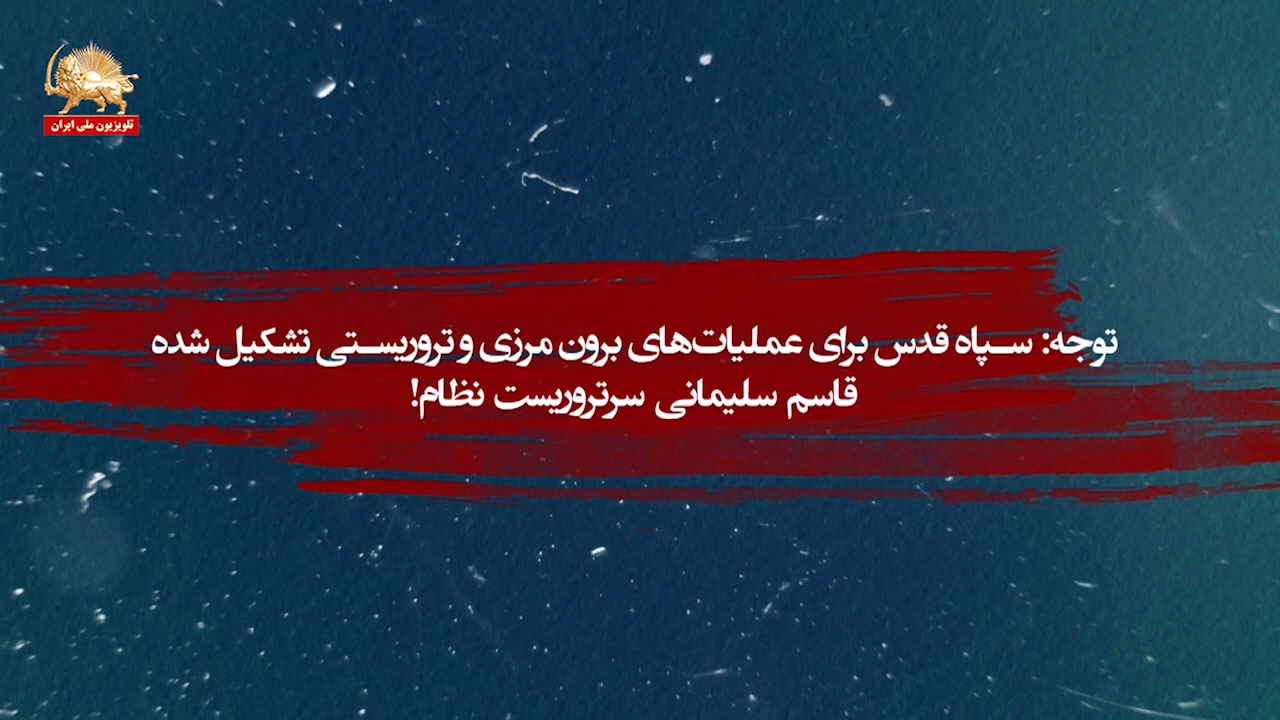 تلویزیون ملی ایران
توجه: سپاه قدس برای عملیات‌های برون مرزی و تروریستی تشکیل شده
قاسم سلیمانی سرتروریست نظام!